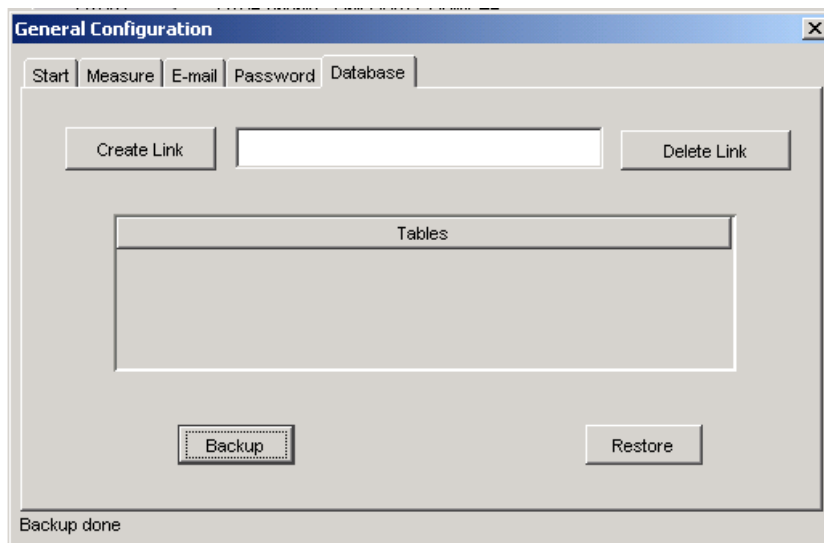 General Configuration
Start Measure E-mail Password Database
Create Link Delete Link
Tables
Backup Restore
Backup done